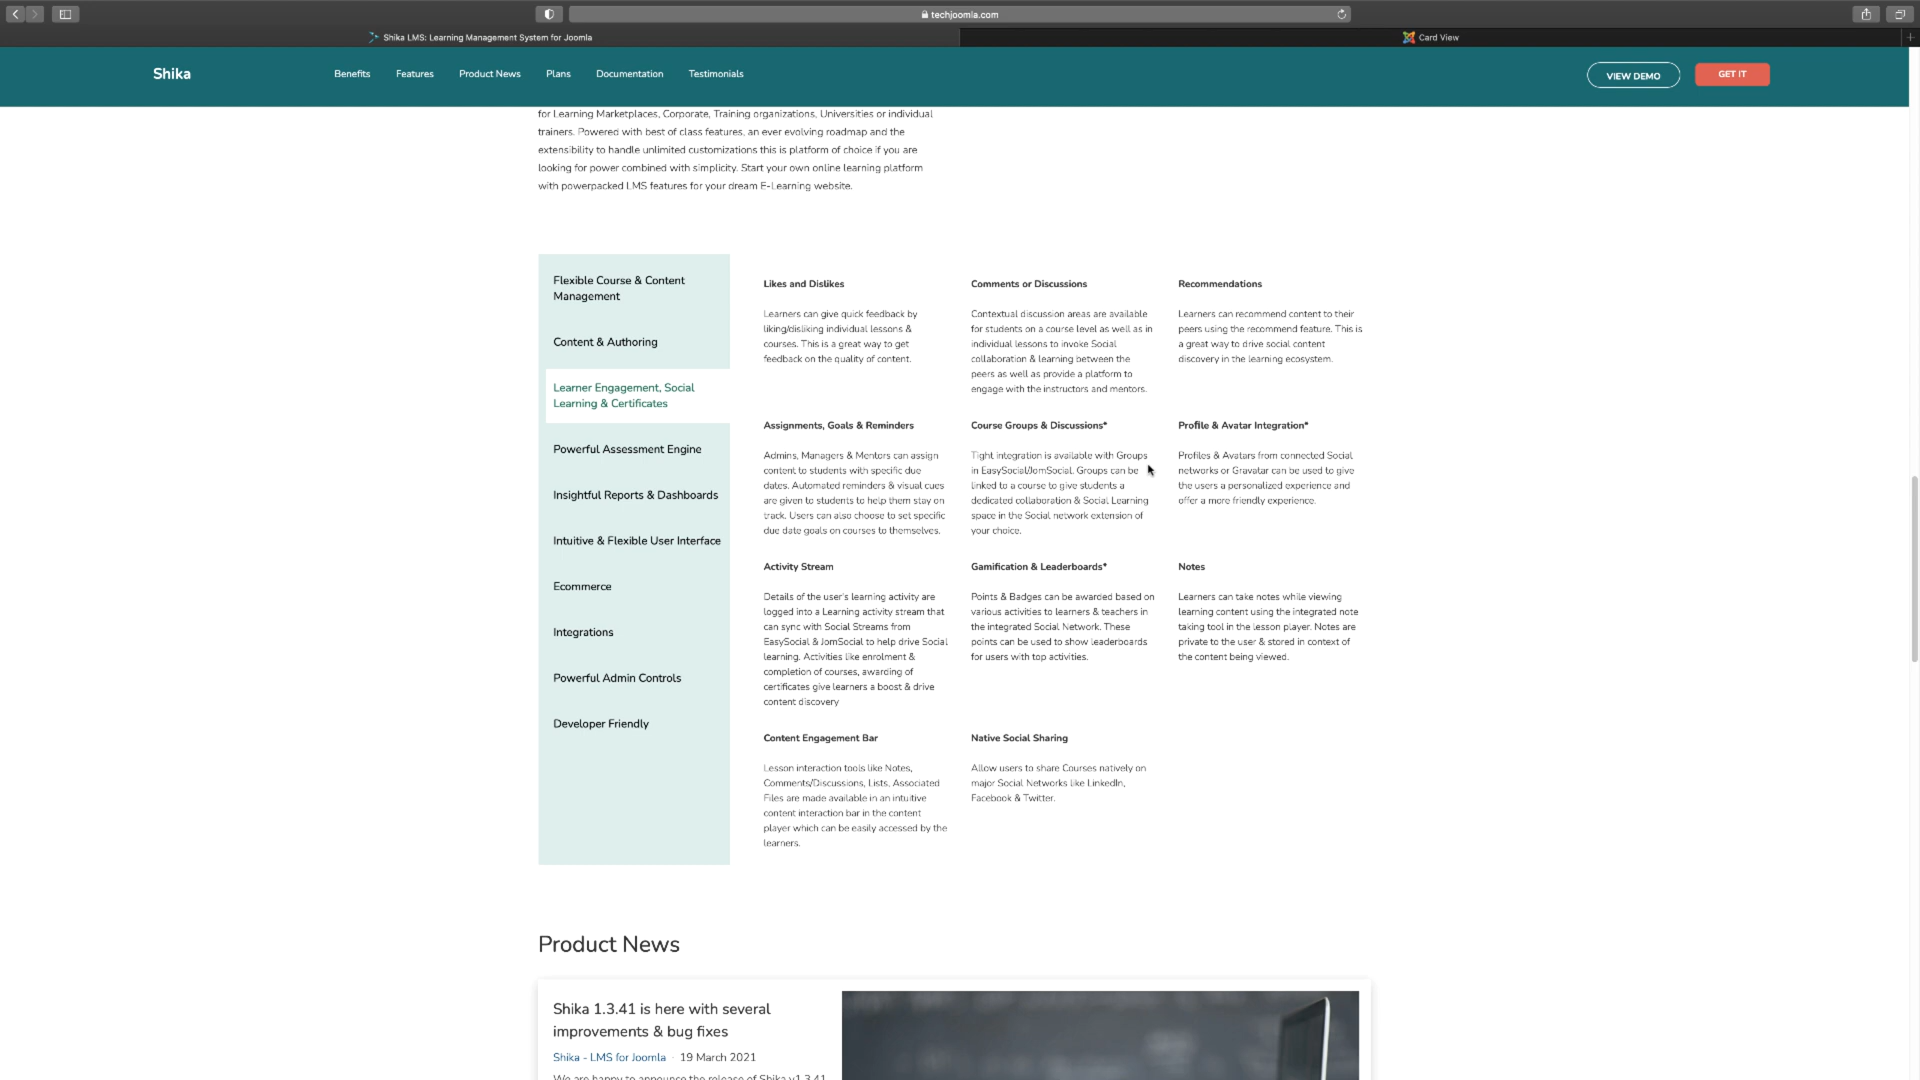 techjoomla.com
Shika LMS: Learning Management System for Joomla
Card View
Shika
Benefits
Features
Product News
Plans
Documentation
Testimonials
VIEW DEMO
GET IT
for Learning Marketplaces, Corporate, Training organizations, Universities or individual
trainers. Powered with best of class features, an ever evolving roadmap and the
extensibility to handle unlimited customizations this is platform of choice if you are
looking for power combined with simplicity. Start your own online learning platform
with powerpacked LMS features for your dream E-Learning website.
Flexible Course & Content
Management
Content & Authoring
Learner Engagement, Social
Learning & Certificates
Powerful Assessment Engine
Insightful Reports & Dashboards
Intuitive & Flexible User Interface
Ecommerce
Integrations
Powerful Admin Controls
Developer Friendly
Likes and Dislikes
Learners can give quick feedback by
liking/disliking individual lessons &
courses. This is a great way to get
feedback on the quality of content.
Comments or Discussions
Contextual discussion areas are available
for students on a course level as well as in
individual lessons to invoke Social
collaboration & learning between the
peers as well as provide a platform to
engage with the instructors and mentors.
Recommendations
Learners can recommend content to their
peers using the recommend feature. This is
a great way to drive social content
discovery in the learning ecosystem.
Assignments, Goals & Reminders
Admins, Managers & Mentors can assign
content to students with specific due
dates. Automated reminders & visual cues
are given to students to help them stay on
track. Users can also choose to set specific
due date goals on courses to themselves.
Course Groups & Discussions*
Tight integration is available with Groups
in EasySocial/JomSocial. Groups can be
linked to a course to give students a
dedicated collaboration & Social Learning
space in the Social network extension of
your choice.
Profile & Avatar Integration*
Profiles & Avatars from connected Social
networks or Gravatar can be used to give
the users a personalized experience and
offer a more friendly experience.
Activity Stream
Details of the user's learning activity are
logged into a Learning activity stream that
can sync with Social Streams from
EasySocial & JomSocial to help drive Social
learning. Activities like enrolment &
completion of courses, awarding of
certificates give learners a boost & drive
content discovery
Gamification & Leaderboards*
Points & Badges can be awarded based on
various activities to learners & teachers in
the integrated Social Network. These
points can be used to show leaderboards
for users with top activities.
Notes
Learners can take notes while viewing
learning content using the integrated note
taking tool in the lesson player. Notes are
private to the user & stored in context of
the content being viewed.
Content Engagement Bar
Lesson interaction tools like Notes,
Comments/Discussions, Lists, Associated
Files are made available in an intuitive
content interaction bar in the content
player which can be easily accessed by the
learners.
Native Social Sharing
Allow users to share Courses natively on
major Social Networks like LinkedIn,
Facebook & Twitter.
Product News
Shika 1.3.41 is here with several
improvements & bug fixes
Shika - LMS for Joomla · 19 March 2021
We are happy to announce the release of Shika v1.3.41